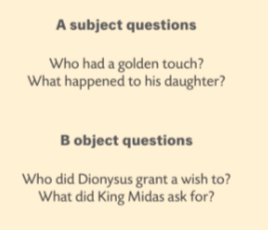 A subject questions
Who had a golden touch?
What happened to his daughter?
B object questions
Who did Dionysus grant a wish to?
What did King Midas ask for?